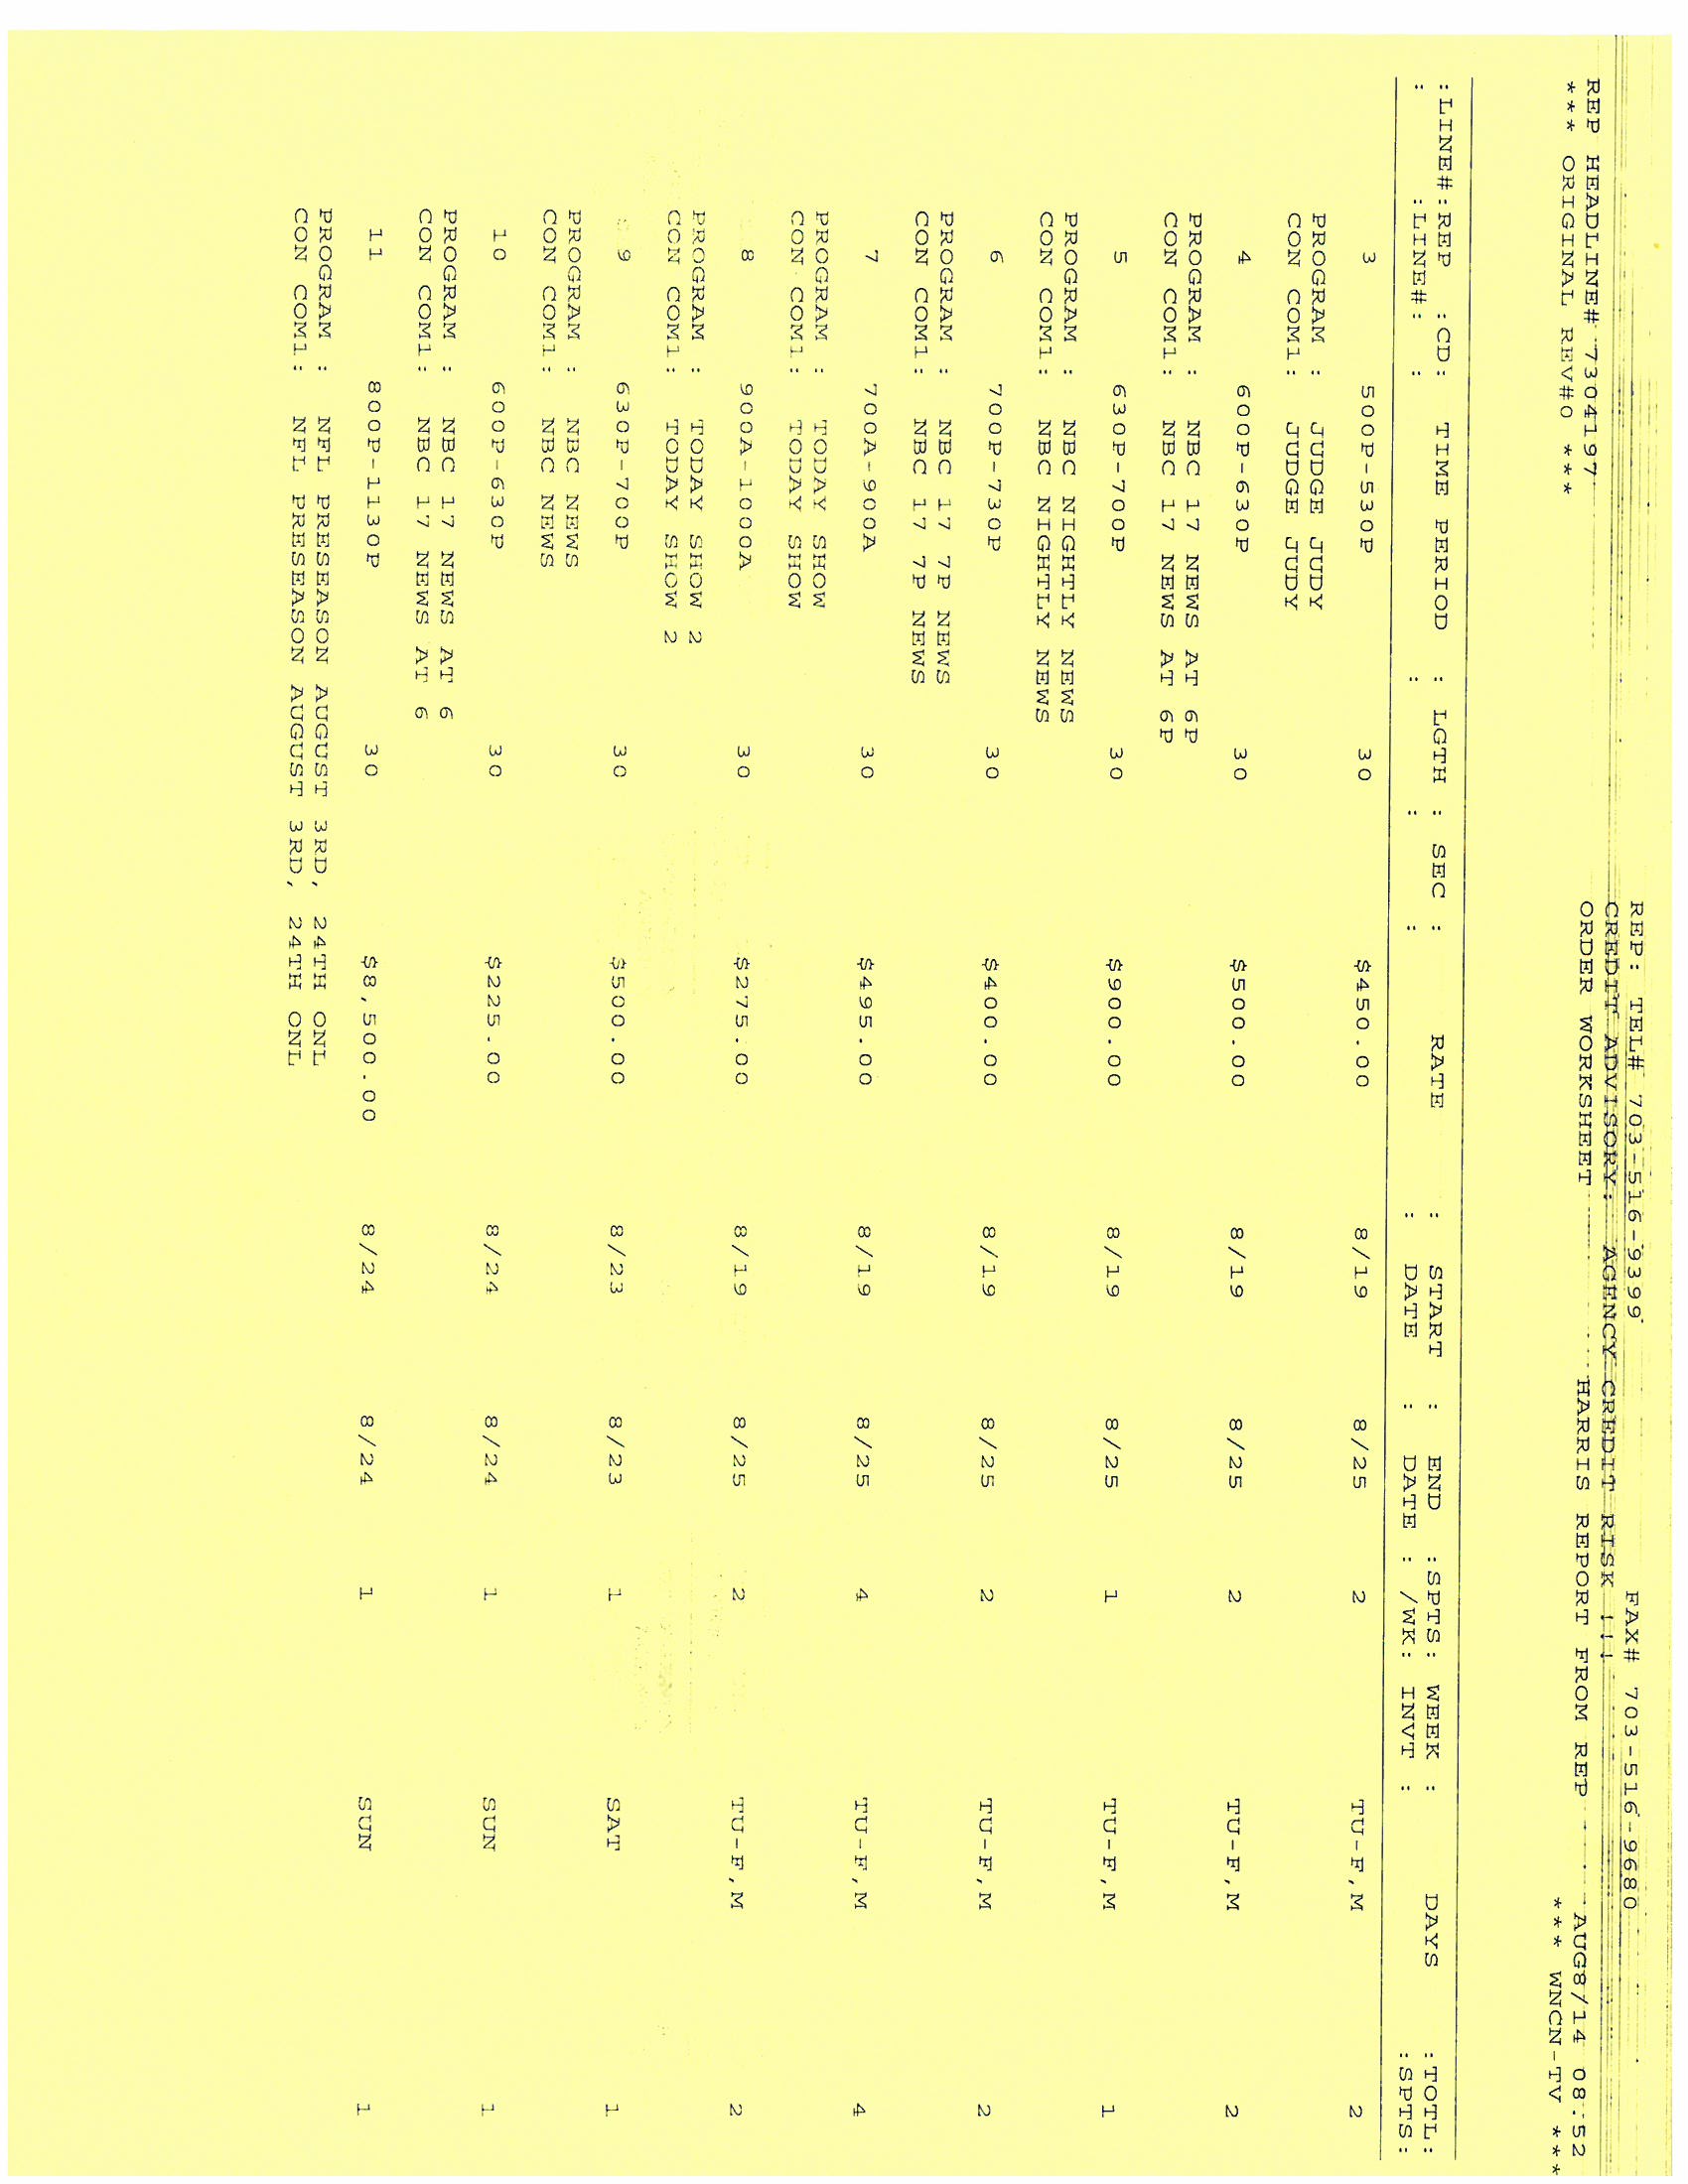 REP: TEL# 703-516-9399 FAX# 703-516-9680
CREDIT ADVISORY: AGENCY CREDIT RISK !!!
REP HEADLINE# 7304197 ORDER WORKSHEET HARRIS REPORT FROM REP AUG8/14 08:52
*** ORIGINAL REV#0 *** *** WNCN-TV ***
:LINE#:REP :CD: TIME PERIOD : LGTH : SEC : RATE : START : END :SPTS: WEEK : DAYS :TOTL:
: :LINE#: : : : : : DATE : DATE : /WK: INVT : :SPTS:
3 500P-530P 30 $450.00 8/19 8/25 2 TU-F,M 2
PROGRAM : JUDGE JUDY
CON COM1: JUDGE JUDY
4 600P-630P 30 $500.00 8/19 8/25 2 TU-F,M 2
PROGRAM : NBC 17 NEWS AT 6P
CON COM1: NBC 17 NEWS AT 6P
5 630P-700P 30 $900.00 8/19 8/25 1 TU-F,M 1
PROGRAM : NBC NIGHTLY NEWS
CON COM1: NBC NIGHTLY NEWS
6 700P-730P 30 $400.00 8/19 8/25 2 TU-F,M 2
PROGRAM : NBC 17 7P NEWS
CON COM1: NBC 17 7P NEWS
7 700A-900A 30 $495.00 8/19 8/25 4 TU-F,M 4
PROGRAM : TODAY SHOW
CON COM1: TODAY SHOW
8 900A-1000A 30 $275.00 8/19 8/25 2 TU-F,M 2
PROGRAM : TODAY SHOW 2
CON COM1: TODAY SHOW 2
9 630P-700P 30 $500.00 8/23 8/23 1 SAT 1
PROGRAM : NBC NEWS
CON COM1: NBC NEWS
10 600P-630P 30 $225.00 8/24 8/24 1 SUN 1
PROGRAM : NBC 17 NEWS AT 6
CON COM1: NBC 17 NEWS AT 6
11 800P-1130P 30 $8,500.00 8/24 8/24 1 SUN 1
PROGRAM : NFL PRESEASON AUGUST 3RD, 24TH ONL
CON COM1: NFL PRESEASON AUGUST 3RD, 24TH ONL